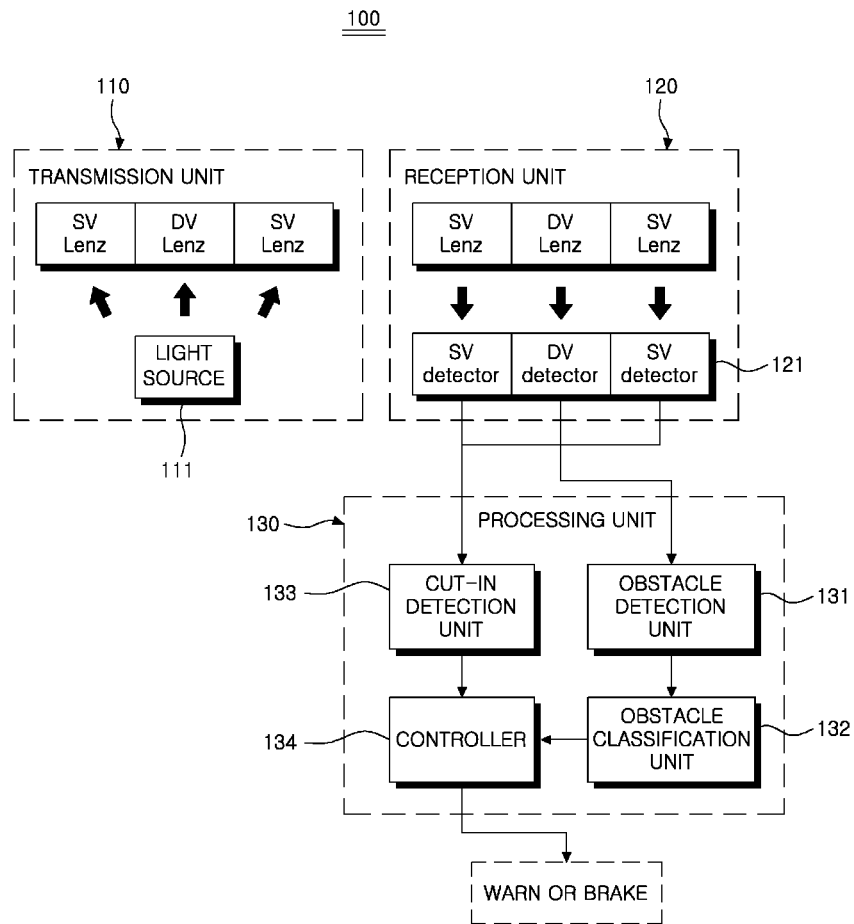 100
110
120
TRANSMISSION UNIT
SV Lenz
DV Lenz
SV Lenz
LIGHT SOURCE
111
RECEPTION UNIT
SV Lenz
DV Lenz
SV Lenz
SV detector
DV detector
SV detector
121
130
PROCESSING UNIT
133
CUT-IN
DETECTION
UNIT
OBSTACLE
DETECTION
UNIT
131
134
CONTROLLER
OBSTACLE
CLASSIFICATION
UNIT
132
WARN OR BRAKE